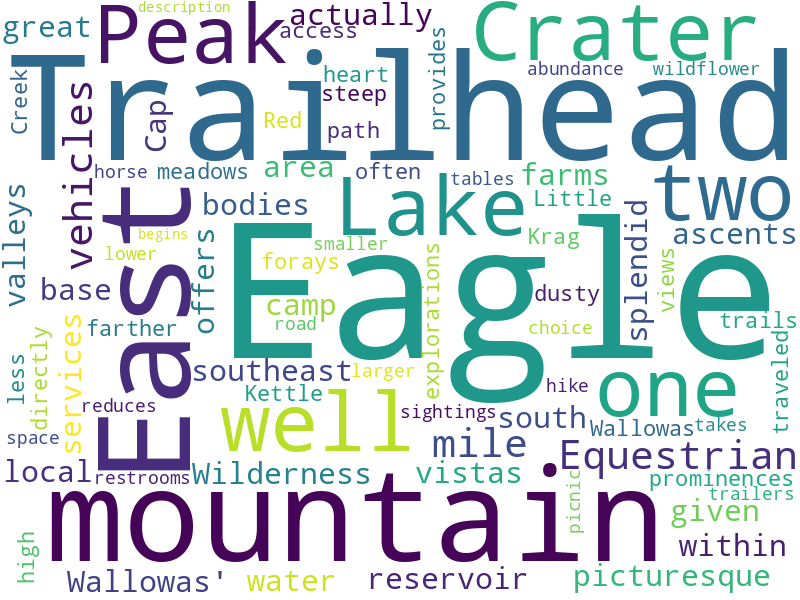 description
great
Peak
actually
access
Crater
Trailhead
heart
steep
abundance
wildflower
Creek
vehicles
Cap
Red
path
provides
horse
meadows
area
often
tables
farms
two
valleys
East
bodies
Lake
Little
begins
lower
offers
smaller
Krag
splendid
ascents
Eagle
forays
explorations
views
base
camp
dusty
farther
road
choice
trails
less
directly
services
southeast
larger
Kettle
hike
one
traveled
reduces
well
sightings
south
Wallowas
takes
space
mile
Equestrian
local
restrooms
Wilderness
vistas
prominences
trailers
mountain
picnic
given
high
within
Wallowas'
water
reservoir
picturesque